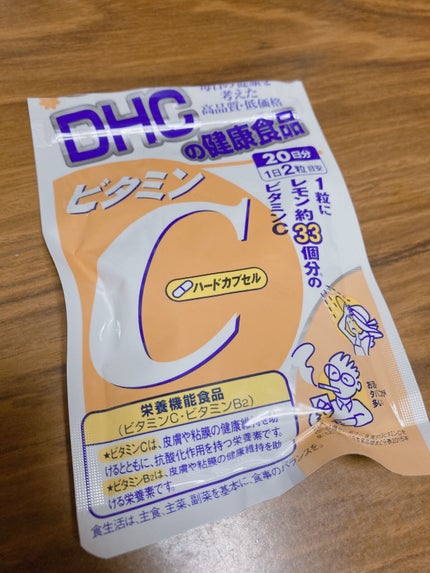 毎日の健康を
考えた
高品質・低価格
DHC
の健康食品
20日分
1日2粒目安
ビタミン
C
1粒に
レモン約33個分の
ビタミンC
ハードカプセル
栄養機能食品
(ビタミンC・ビタミンB2)
★ビタミンCは、皮膚や粘膜の健康維持を助
けるとともに、抗酸化作用を持つ栄養素です。
★ビタミンB2は、皮膚や粘膜の健康維持を助
ける栄養素です。
食生活は、主食、主菜、副菜を基本に、食事のバランスを